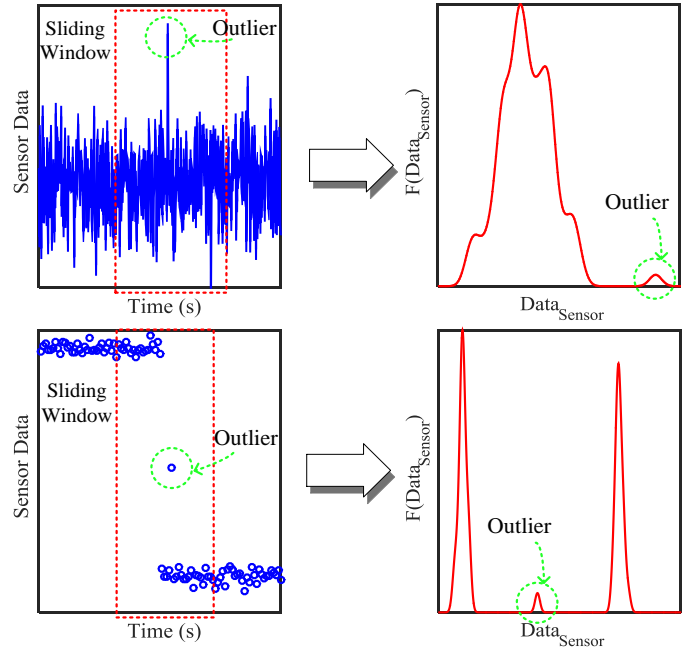 Sliding
Window
Outlier
Sensor Data
Time (s)
F(Data_Sensor)
Outlier
Data_Sensor
Sliding
Window
Outlier
Sensor Data
Time (s)
F(Data_Sensor)
Outlier
Data_Sensor